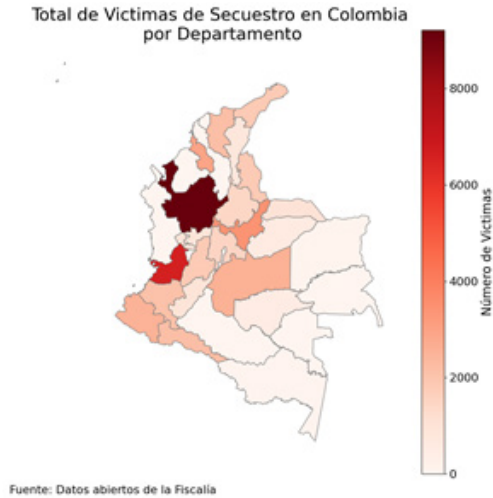 Total de Victimas de Secuestro en Colombia
por Departamento
8000
6000
4000
2000
0
Número de Victimas
Fuente: Datos abiertos de la Fiscalía